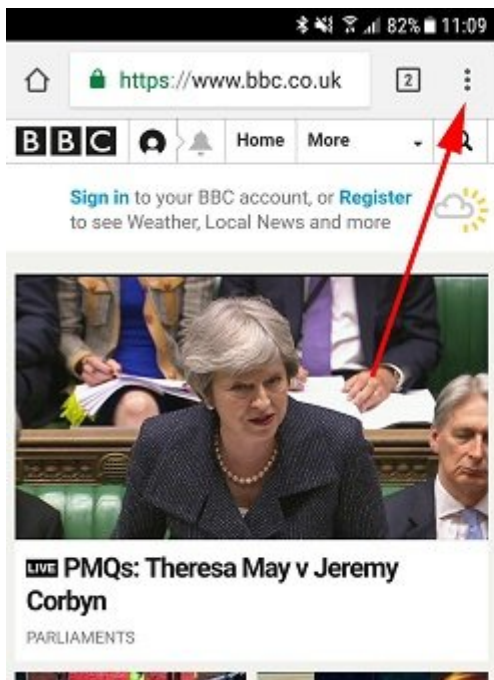 82% 11:09
https://www.bbc.co.uk 2
BBC Home More
Sign in to your BBC account, or Register
to see Weather, Local News and more
LIVE PMQs: Theresa May v Jeremy
Corbyn
PARLIAMENTS